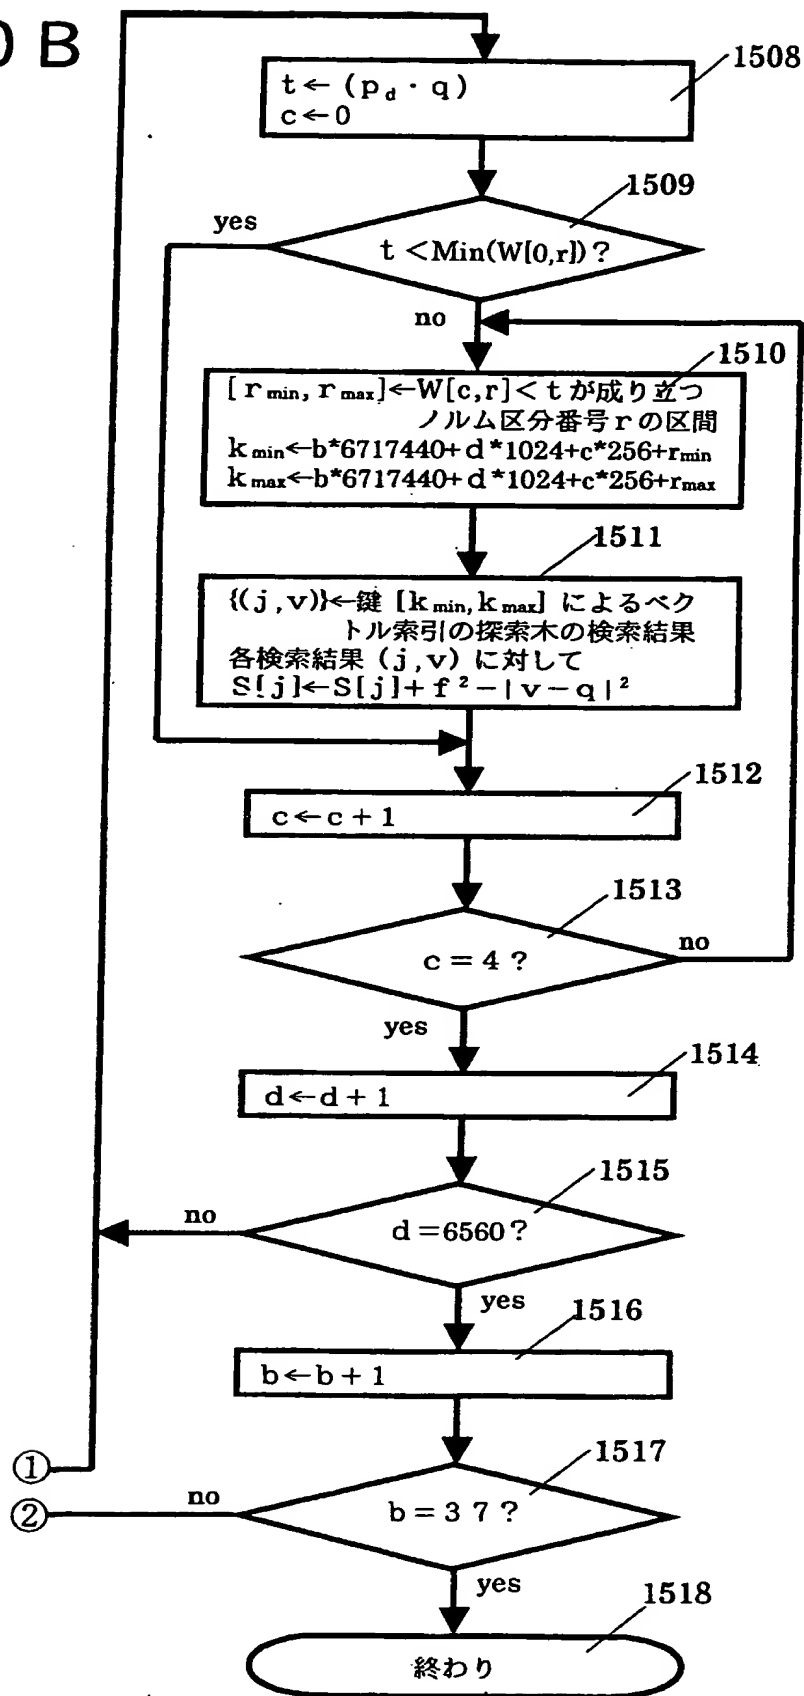 0 B
1508
t←(p_d・q)
c←0
1509
yes
t<Min(W[0,r])?
no
1510
[r_min,r_max]←W[c,r]<tが成り立つ
ノルム区分番号rの区間
k_min←b*6717440+d*1024+c*256+r_min
k_max←b*6717440+d*1024+c*256+r_max
1511
{(j,v)}←鍵[k_min,k_max]によるベク
トル索引の探索木の検索結果
各検索結果(j,v)に対して
S[j]←S[j]+f²−|v−q|²
1512
c←c+1
1513
c=4?
no
yes
1514
d←d+1
1515
no
d=6560?
yes
1516
b←b+1
①
1517
no
②
b=37?
yes
1518
終わり